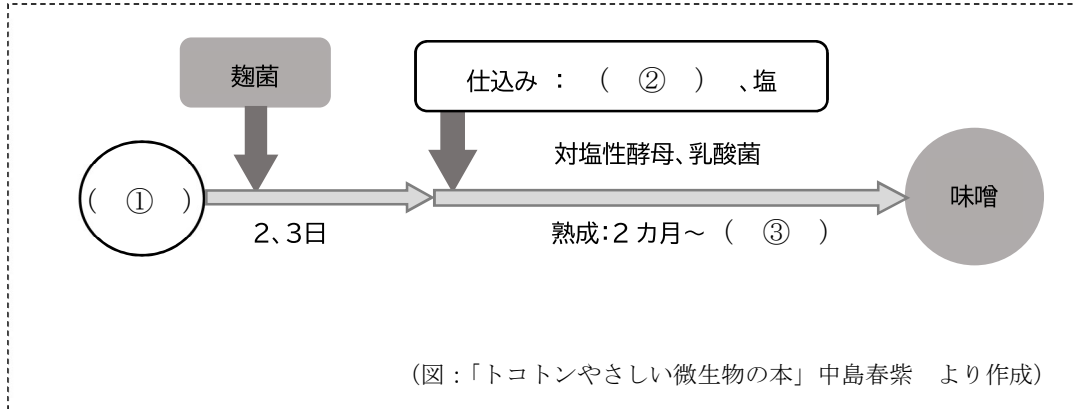 麹菌
仕込み ： （ ② ） 、塩
対塩性酵母、乳酸菌
（ ① ）
味噌
２、３日
熟成：２カ月～（ ③ ）
（図：「トコトンやさしい微生物の本」中島春紫　より作成）